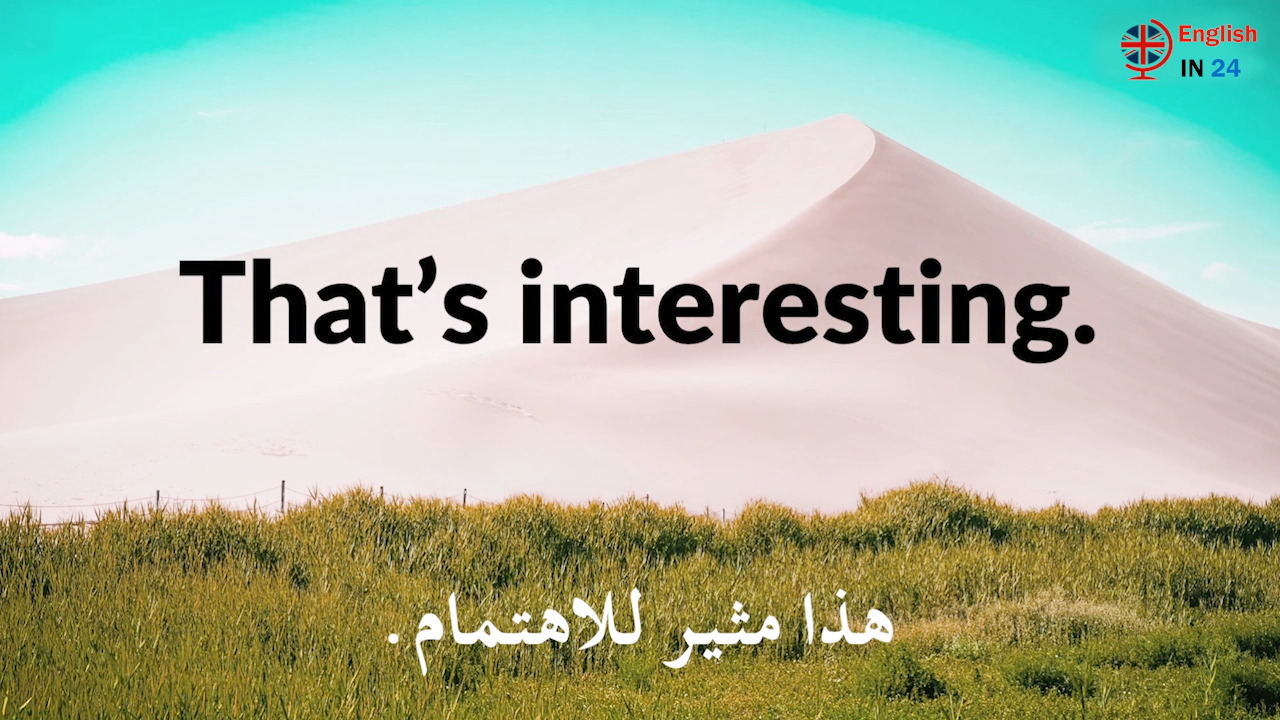 English
IN 24
That’s interesting.
هذا مثير للاهتمام.